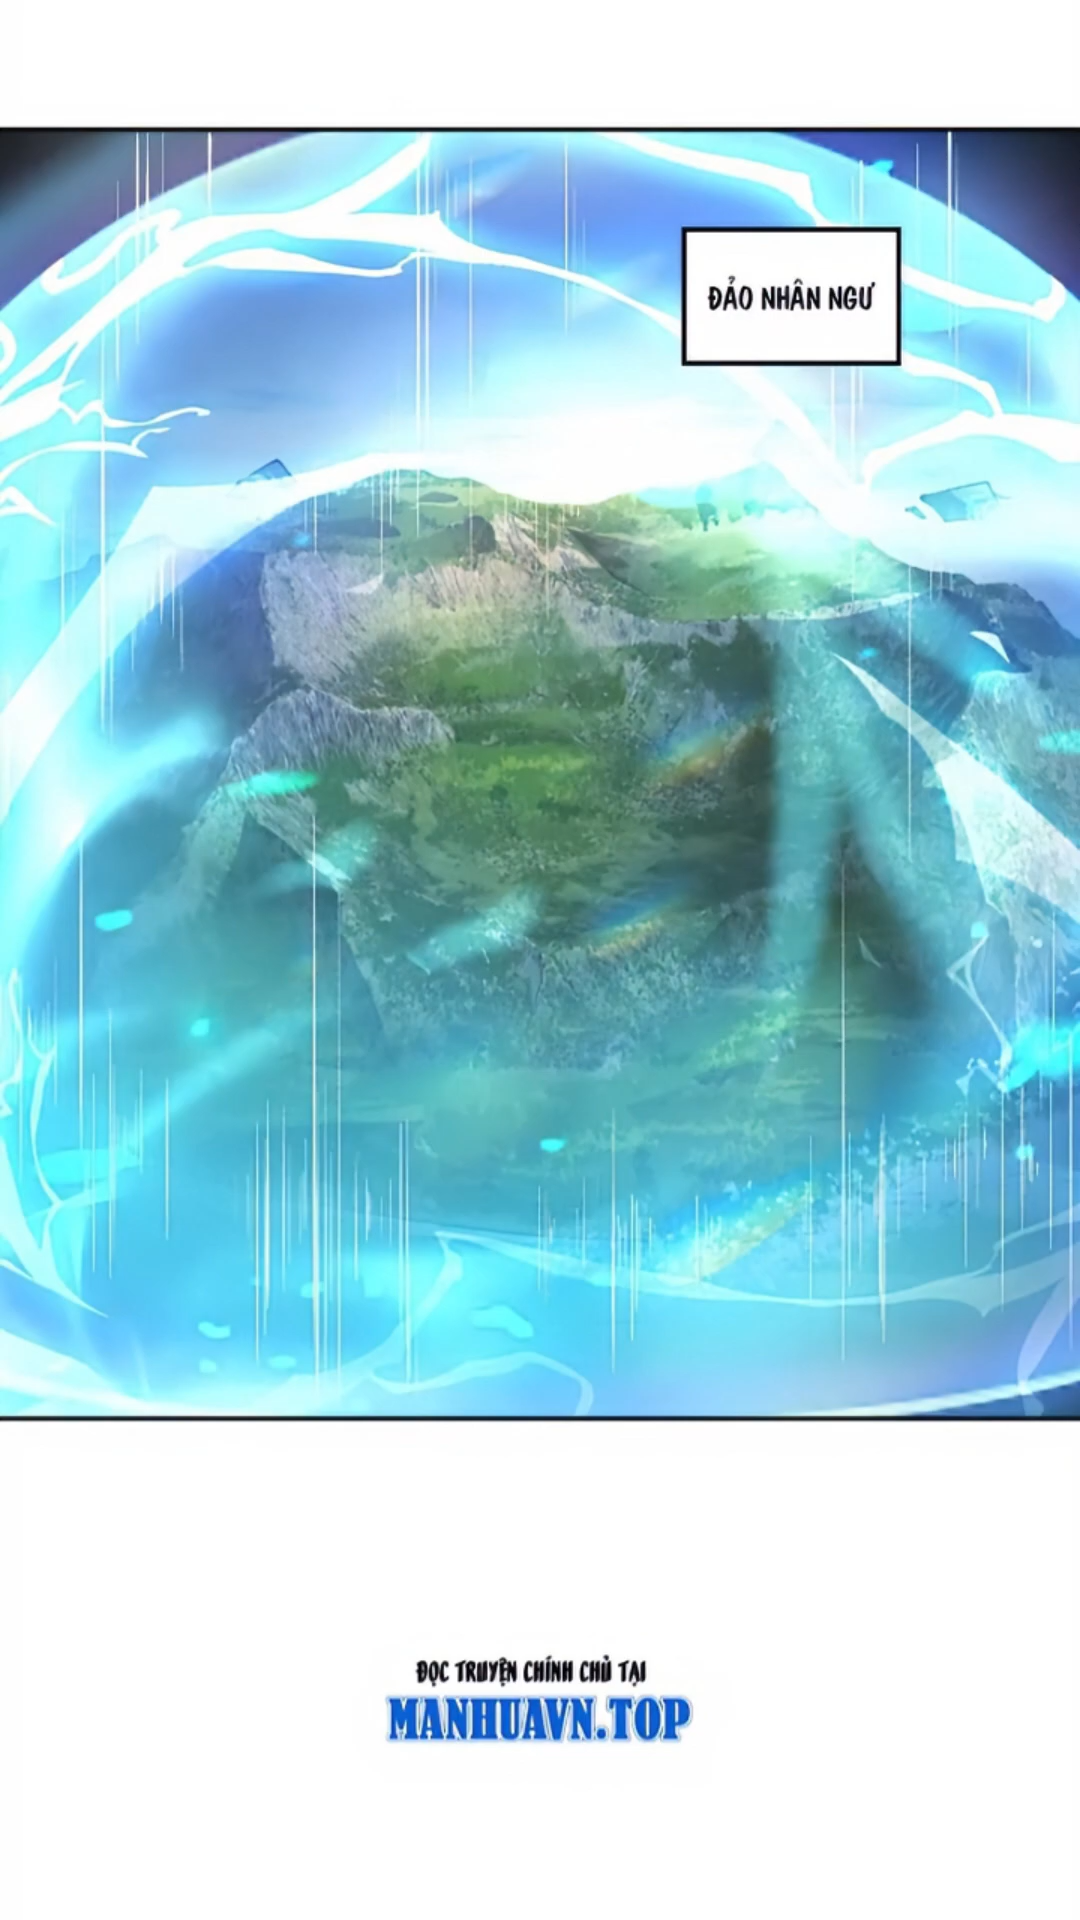 ĐẢO NHÂN NGƯ
ĐỌC TRUYỆN CHÍNH CHỦ TẠI
MANHUAVN.TOP